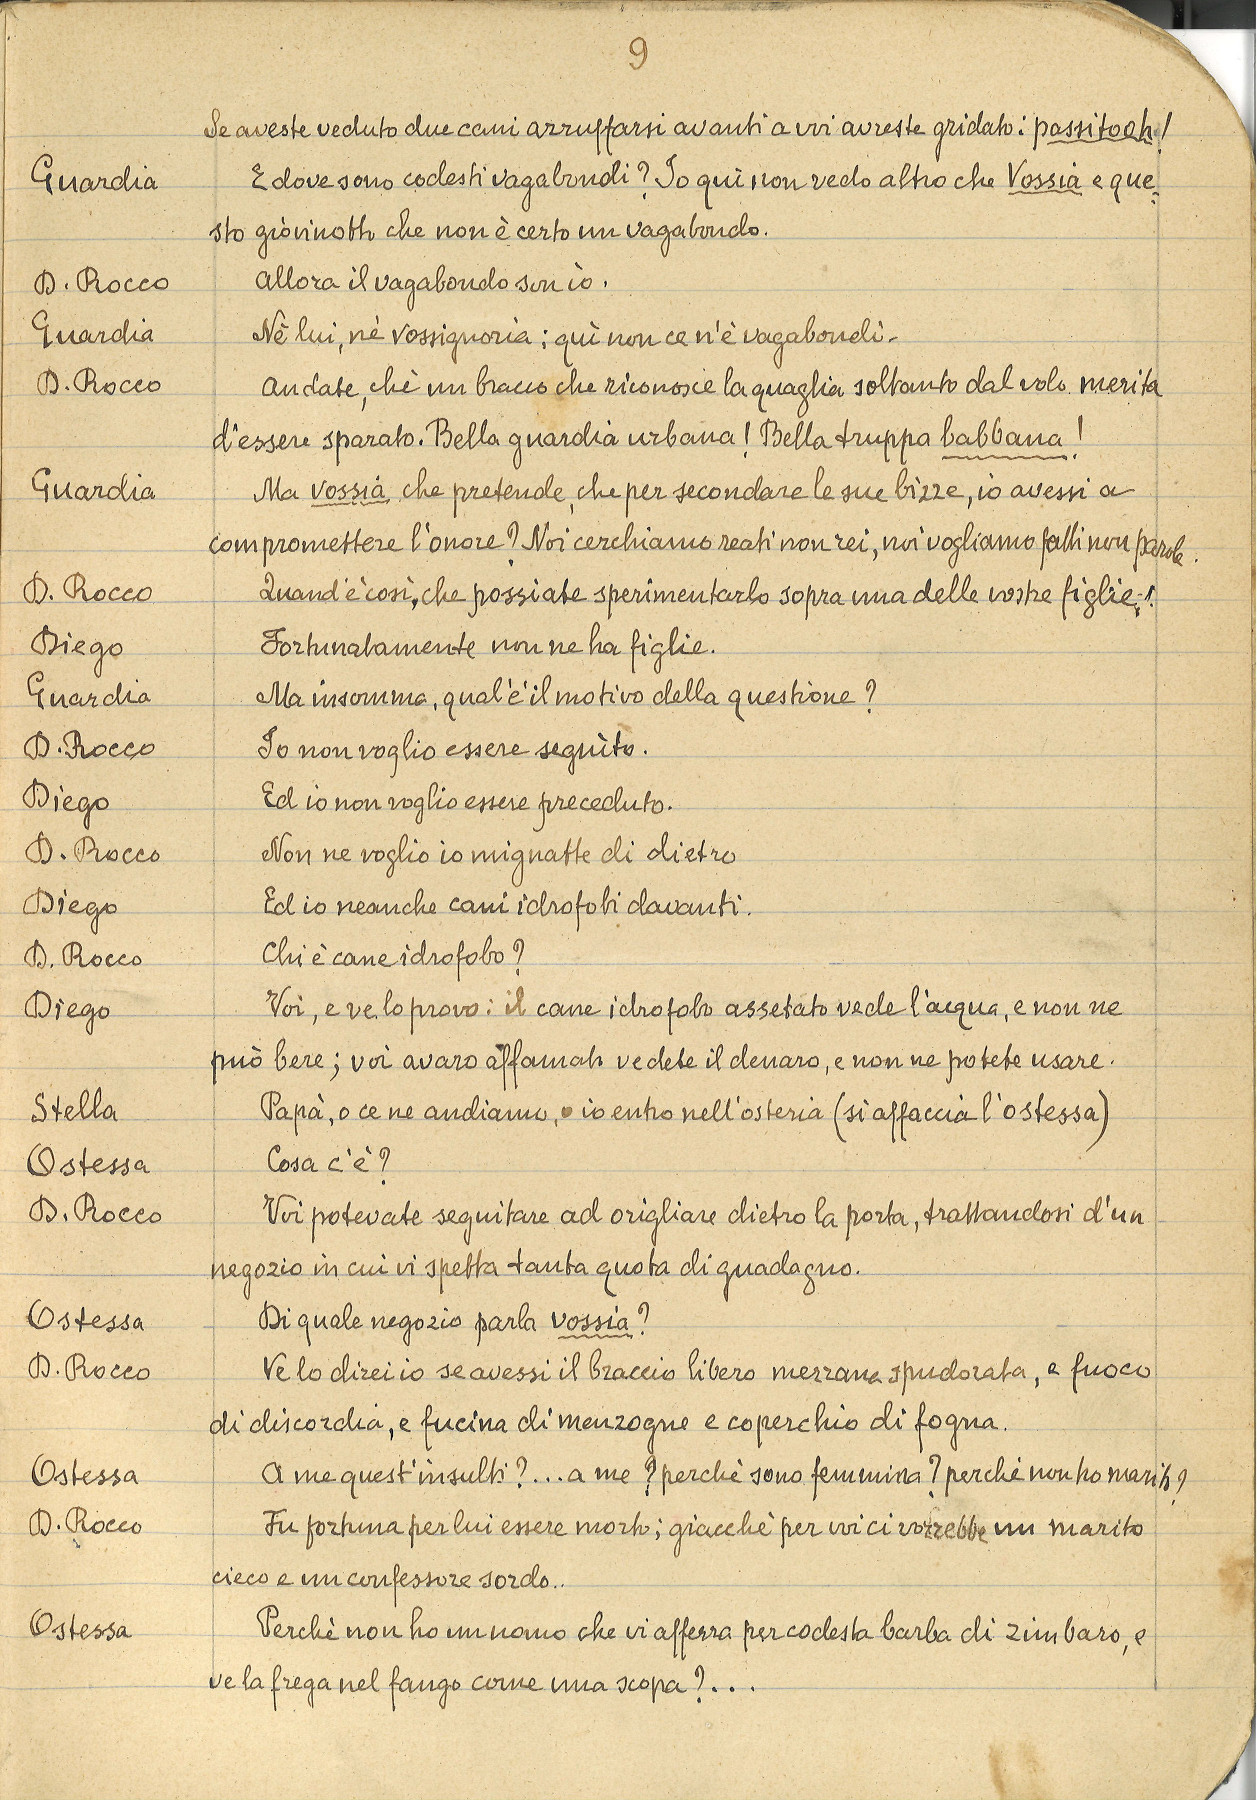 9
Se aveste veduto due cani arruffarsi avanti a voi avreste gridato: passitoah!
Guardia E dove sono codesti vagabondi? Io quì non vedo altro che Vossia e que-
sto giovinotto che non è certo un vagabondo.
D. Rocco Allora il vagabondo son io.
Guardia Nè lui, nè vossignoria; quì non ce n'è vagabondi.
D. Rocco Andate, chè un bracco che riconosce la quaglia soltanto dal volo merita
d'essere sparato. Bella guardia urbana! Bella truppa babbana!
Guardia Ma vossia che pretende, che per secondare le sue bizze, io avessi a
compromettere l'onore? Noi cerchiamo reati non rei, noi vogliamo fatti non parole.
D. Rocco Quand'è così, che possiate sperimentarlo sopra una delle vostre figlie!
Diego Fortunatamente non ne ha figlie.
Guardia Ma insomma, qual'è il motivo della questione?
D. Rocco Io non voglio essere seguito.
Diego Ed io non voglio essere preceduto.
D. Rocco Non ne voglio io mignatte di dietro
Diego Ed io neanche cani idrofobi davanti.
D. Rocco Chi è cane idrofobo?
Diego Voi, e ve lo provo: il cane idrofobo assetato vede l'acqua, e non ne
può bere; voi avaro affamato vedete il denaro, e non ne potete usare.
Stella Papà, o ce ne andiamo, o io entro nell'osteria (si affaccia l'ostessa)
Ostessa Cosa c'è?
D. Rocco Voi potevate seguitare ad origliare dietro la porta, trattandosi d'un
negozio in cui vi spetta tanta quota di guadagno.
Ostessa Di quale negozio parla vossia?
D. Rocco Ve lo direi io se avessi il braccio libero mezzana spudorata, e fuoco
di discordia, e fucina di menzogne e coperchio di fogna.
Ostessa A me quest'insulti?... a me? perchè sono femmina? perchè non ho marito?
D. Rocco Fu fortuna per lui essere morto; giacchè per voi ci vorrebbe un marito
cieco e un confessore sordo..
Ostessa Perchè non ho un uomo che vi afferra per codesta barba di zimbaro, e
ve la frega nel fango come una scopa?...